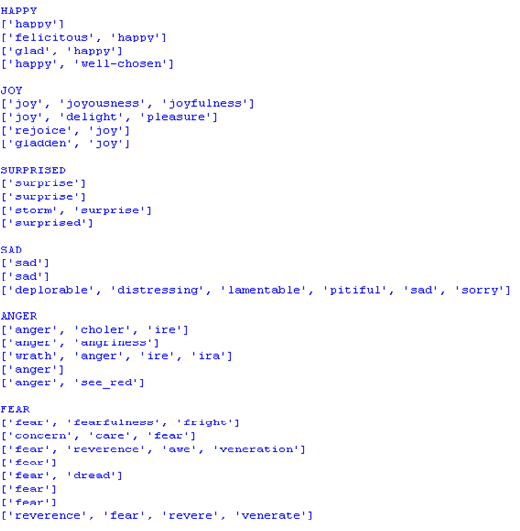 HAPPY
['happy']
['felicitous', 'happy']
['glad', 'happy']
['happy', 'well-chosen']
JOY
['joy', 'joyousness', 'joyfulness']
['joy', 'delight', 'pleasure']
['rejoice', 'joy']
['gladden', 'joy']
SURPRISED
['surprise']
['surprise']
['storm', 'surprise']
['surprised']
SAD
['sad']
['sad']
['deplorable', 'distressing', 'lamentable', 'pitiful', 'sad', 'sorry']
ANGER
['anger', 'choler', 'ire']
['anger', 'angriness']
['wrath', 'anger', 'ire', 'ira']
['anger']
['anger', 'see_red']
FEAR
['fear', 'fearfulness', 'fright']
['concern', 'care', 'fear']
['fear', 'reverence', 'awe', 'veneration']
['fear']
['fear', 'dread']
['fear']
['fear']
['reverence', 'fear', 'revere', 'venerate']